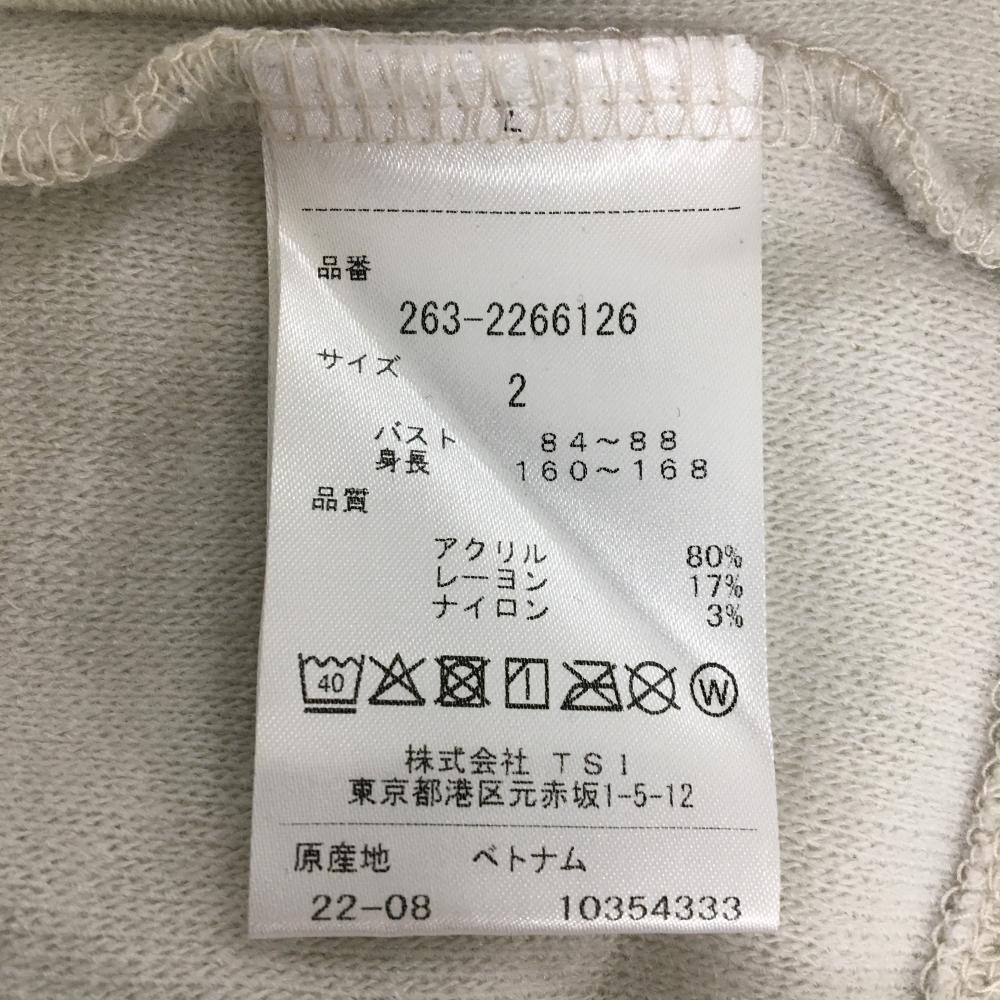 品番
263-2266126
サイズ
2
バスト 84～88
身長 160～168
品質
アクリル 80%
レーヨン 17%
ナイロン 3%
40 W
株式会社 TSI
東京都港区元赤坂1-5-12
原産地 ベトナム
22-08 10354333